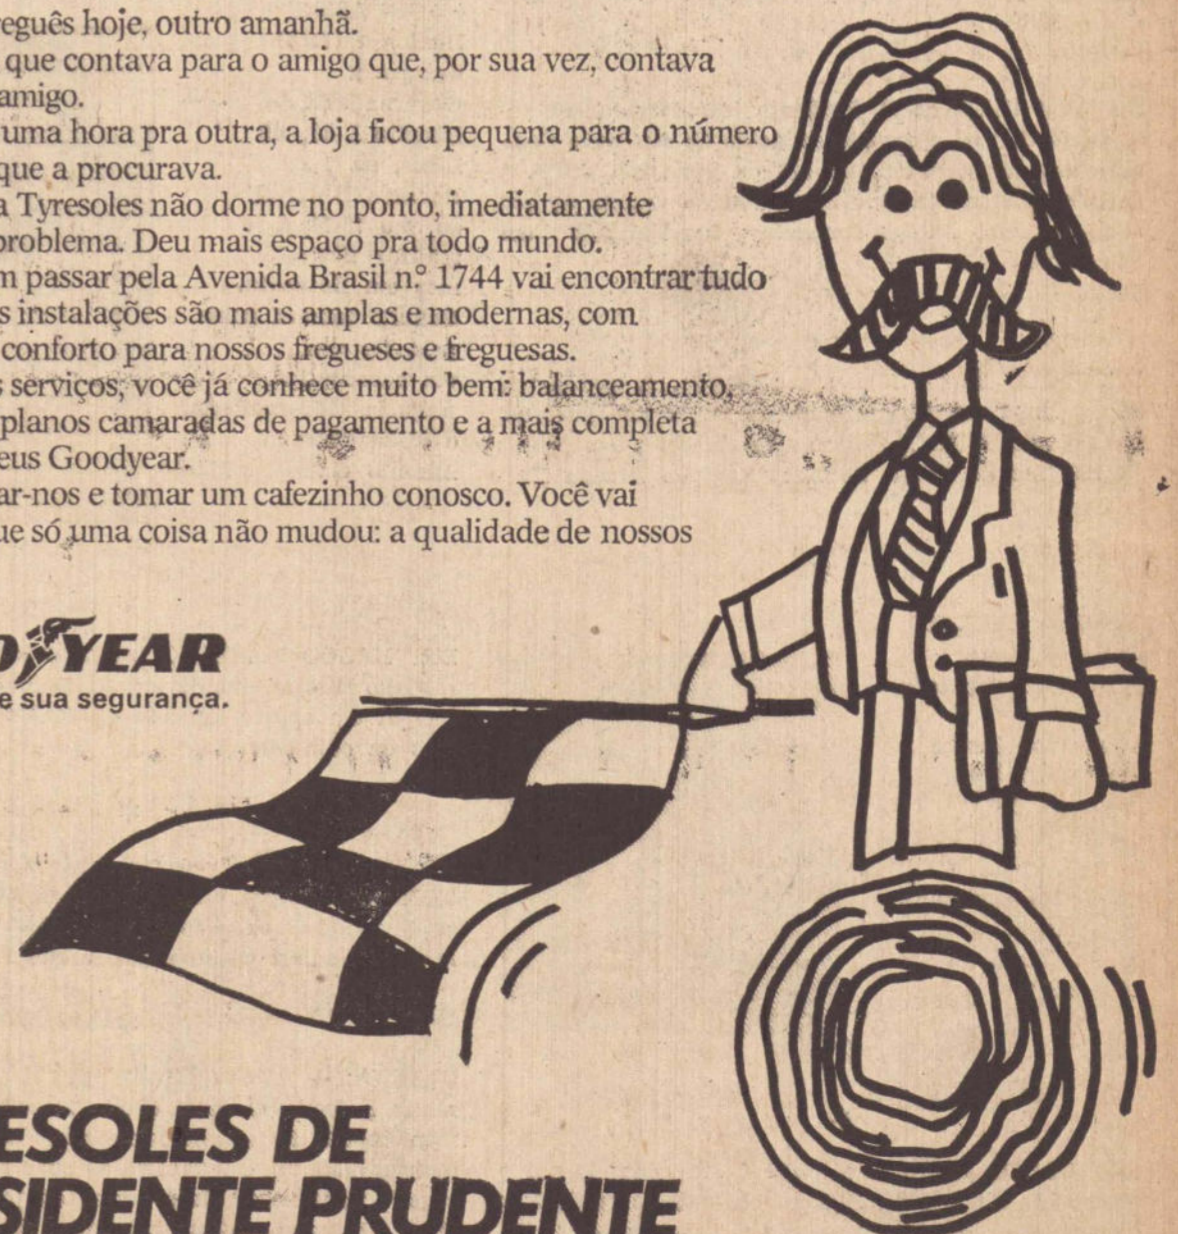 eguês hoje, outro amanhã.
que contava para o amigo que, por sua vez, contava
amigo.
uma hora pra outra, a loja ficou pequena para o número
que a procurava.
a Tyresoles não dorme no ponto, imediatamente
problema. Deu mais espaço pra todo mundo.
m passar pela Avenida Brasil n.º 1744 vai encontrar tudo
s instalações são mais amplas e modernas, com
conforto para nossos fregueses e freguesas.
s serviços, você já conhece muito bem: balanceamento,
planos camaradas de pagamento e a mais completa
eus Goodyear.
ar-nos e tomar um cafezinho conosco. Você vai
ue só uma coisa não mudou: a qualidade de nossos
YEAR
e sua segurança.
ESOLES DE
SIDENTE PRUDENTE